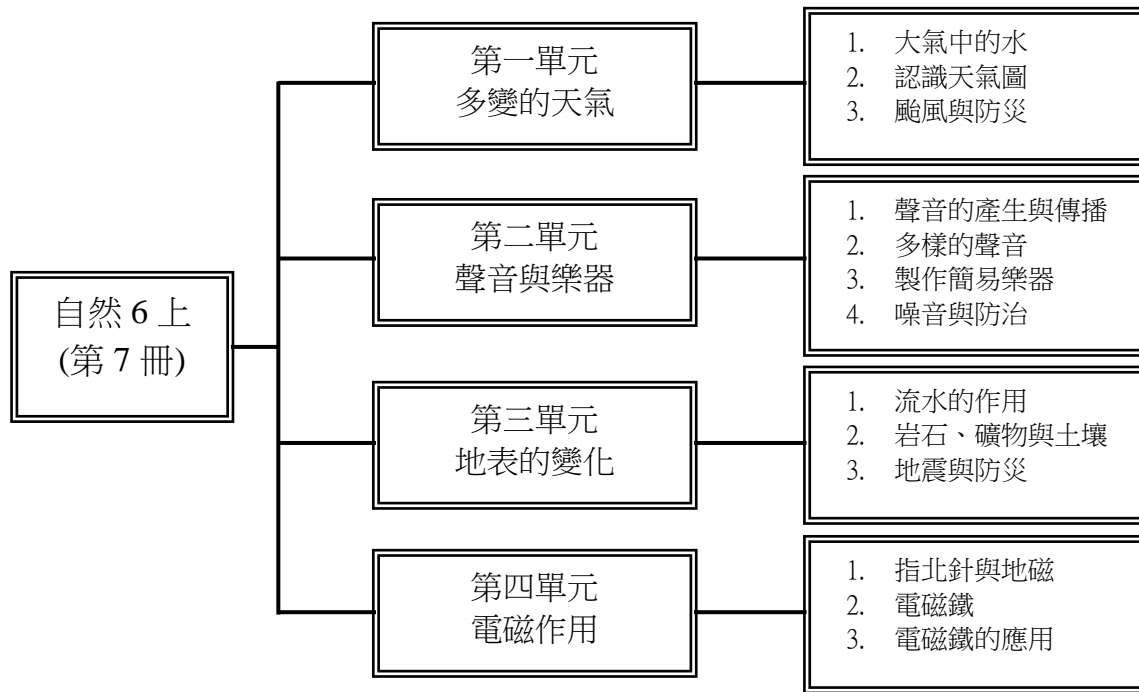 自然 6 上
(第 7 冊)
第一單元
多變的天氣
1. 大氣中的水
2. 認識天氣圖
3. 颱風與防災
第二單元
聲音與樂器
1. 聲音的產生與傳播
2. 多樣的聲音
3. 製作簡易樂器
4. 噪音與防治
第三單元
地表的變化
1. 流水的作用
2. 岩石、礦物與土壤
3. 地震與防災
第四單元
電磁作用
1. 指北針與地磁
2. 電磁鐵
3. 電磁鐵的應用